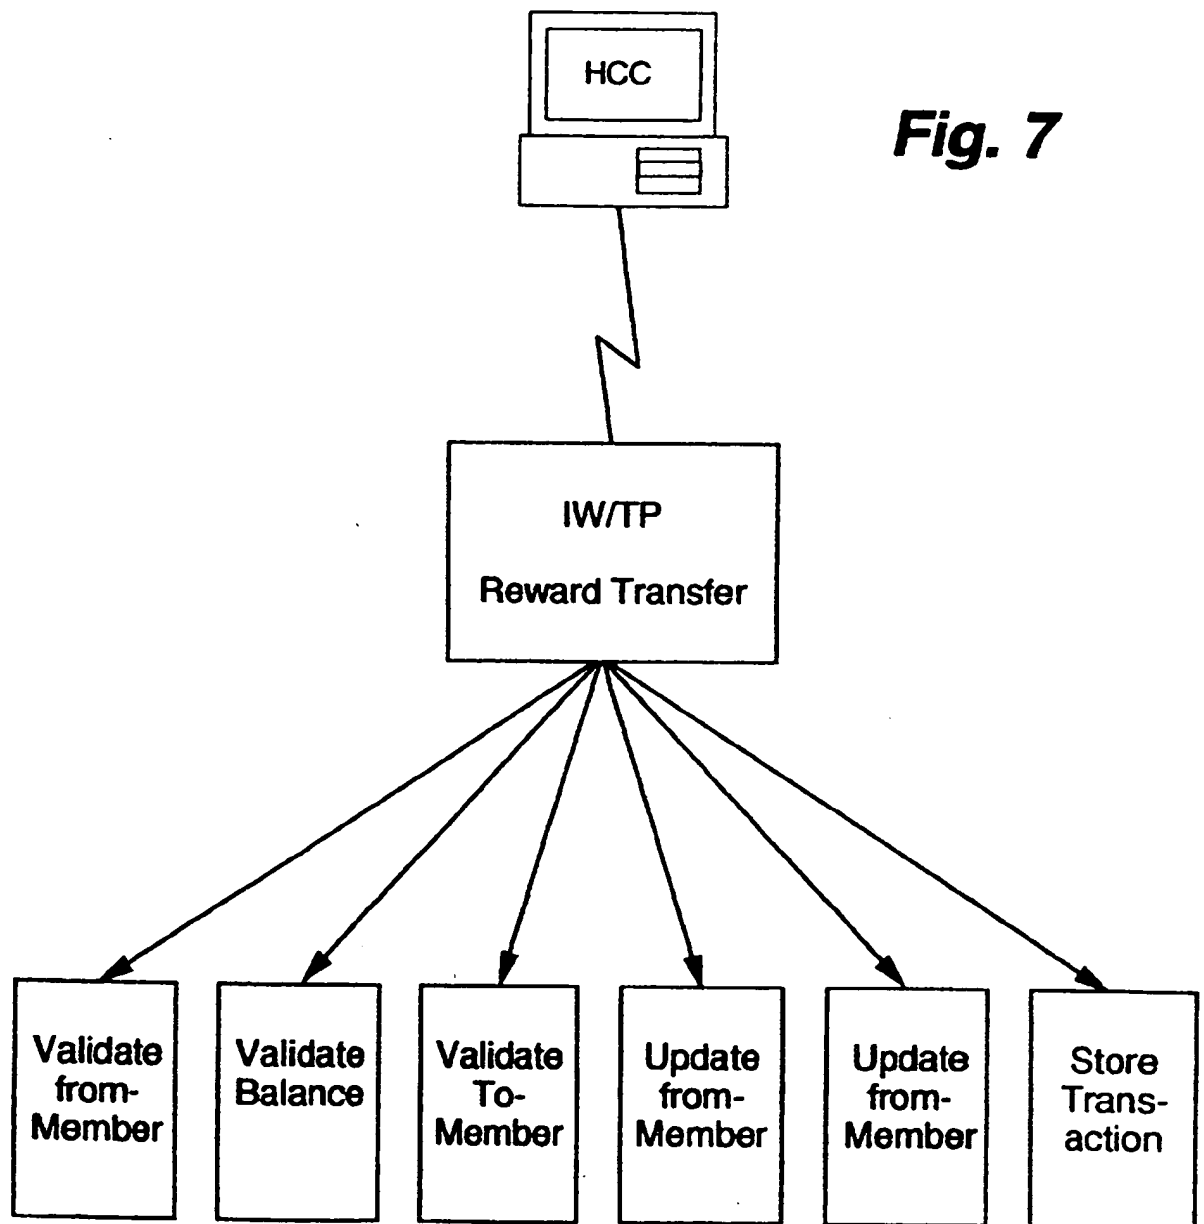 HCC
Fig. 7
IW/TP
Reward Transfer
Validate
from-
Member
Validate
Balance
Validate
To-
Member
Update
from-
Member
Update
from-
Member
Store
Trans-
action